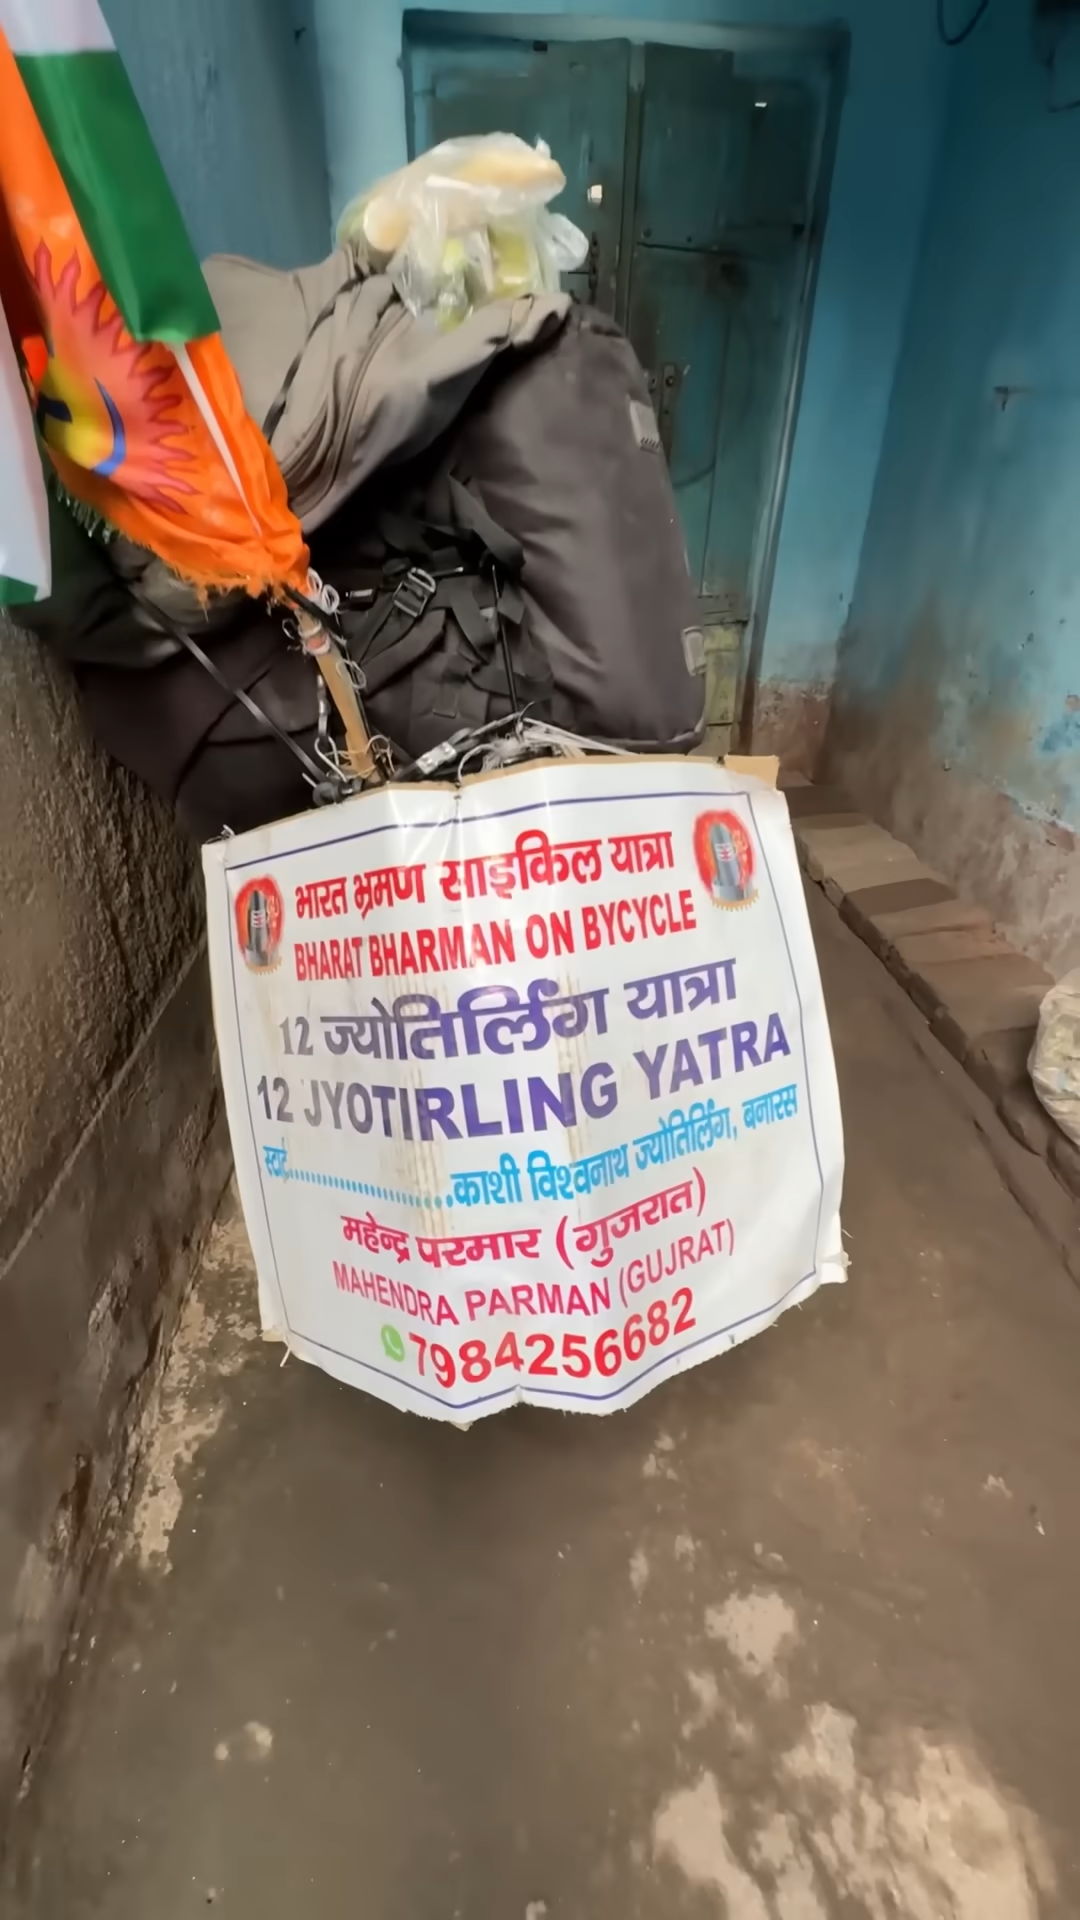 भारत भ्रमण साइकिल यात्रा
BHARAT BHARMAN ON BYCYCLE
12 ज्योतिर्लिंग यात्रा
12 JYOTIRLING YATRA
स्टार्ट........................काशी विश्वनाथ ज्योतिर्लिंग, बनारस
महेन्द्र परमार (गुजरात)
MAHENDRA PARMAN (GUJRAT)
7984256682